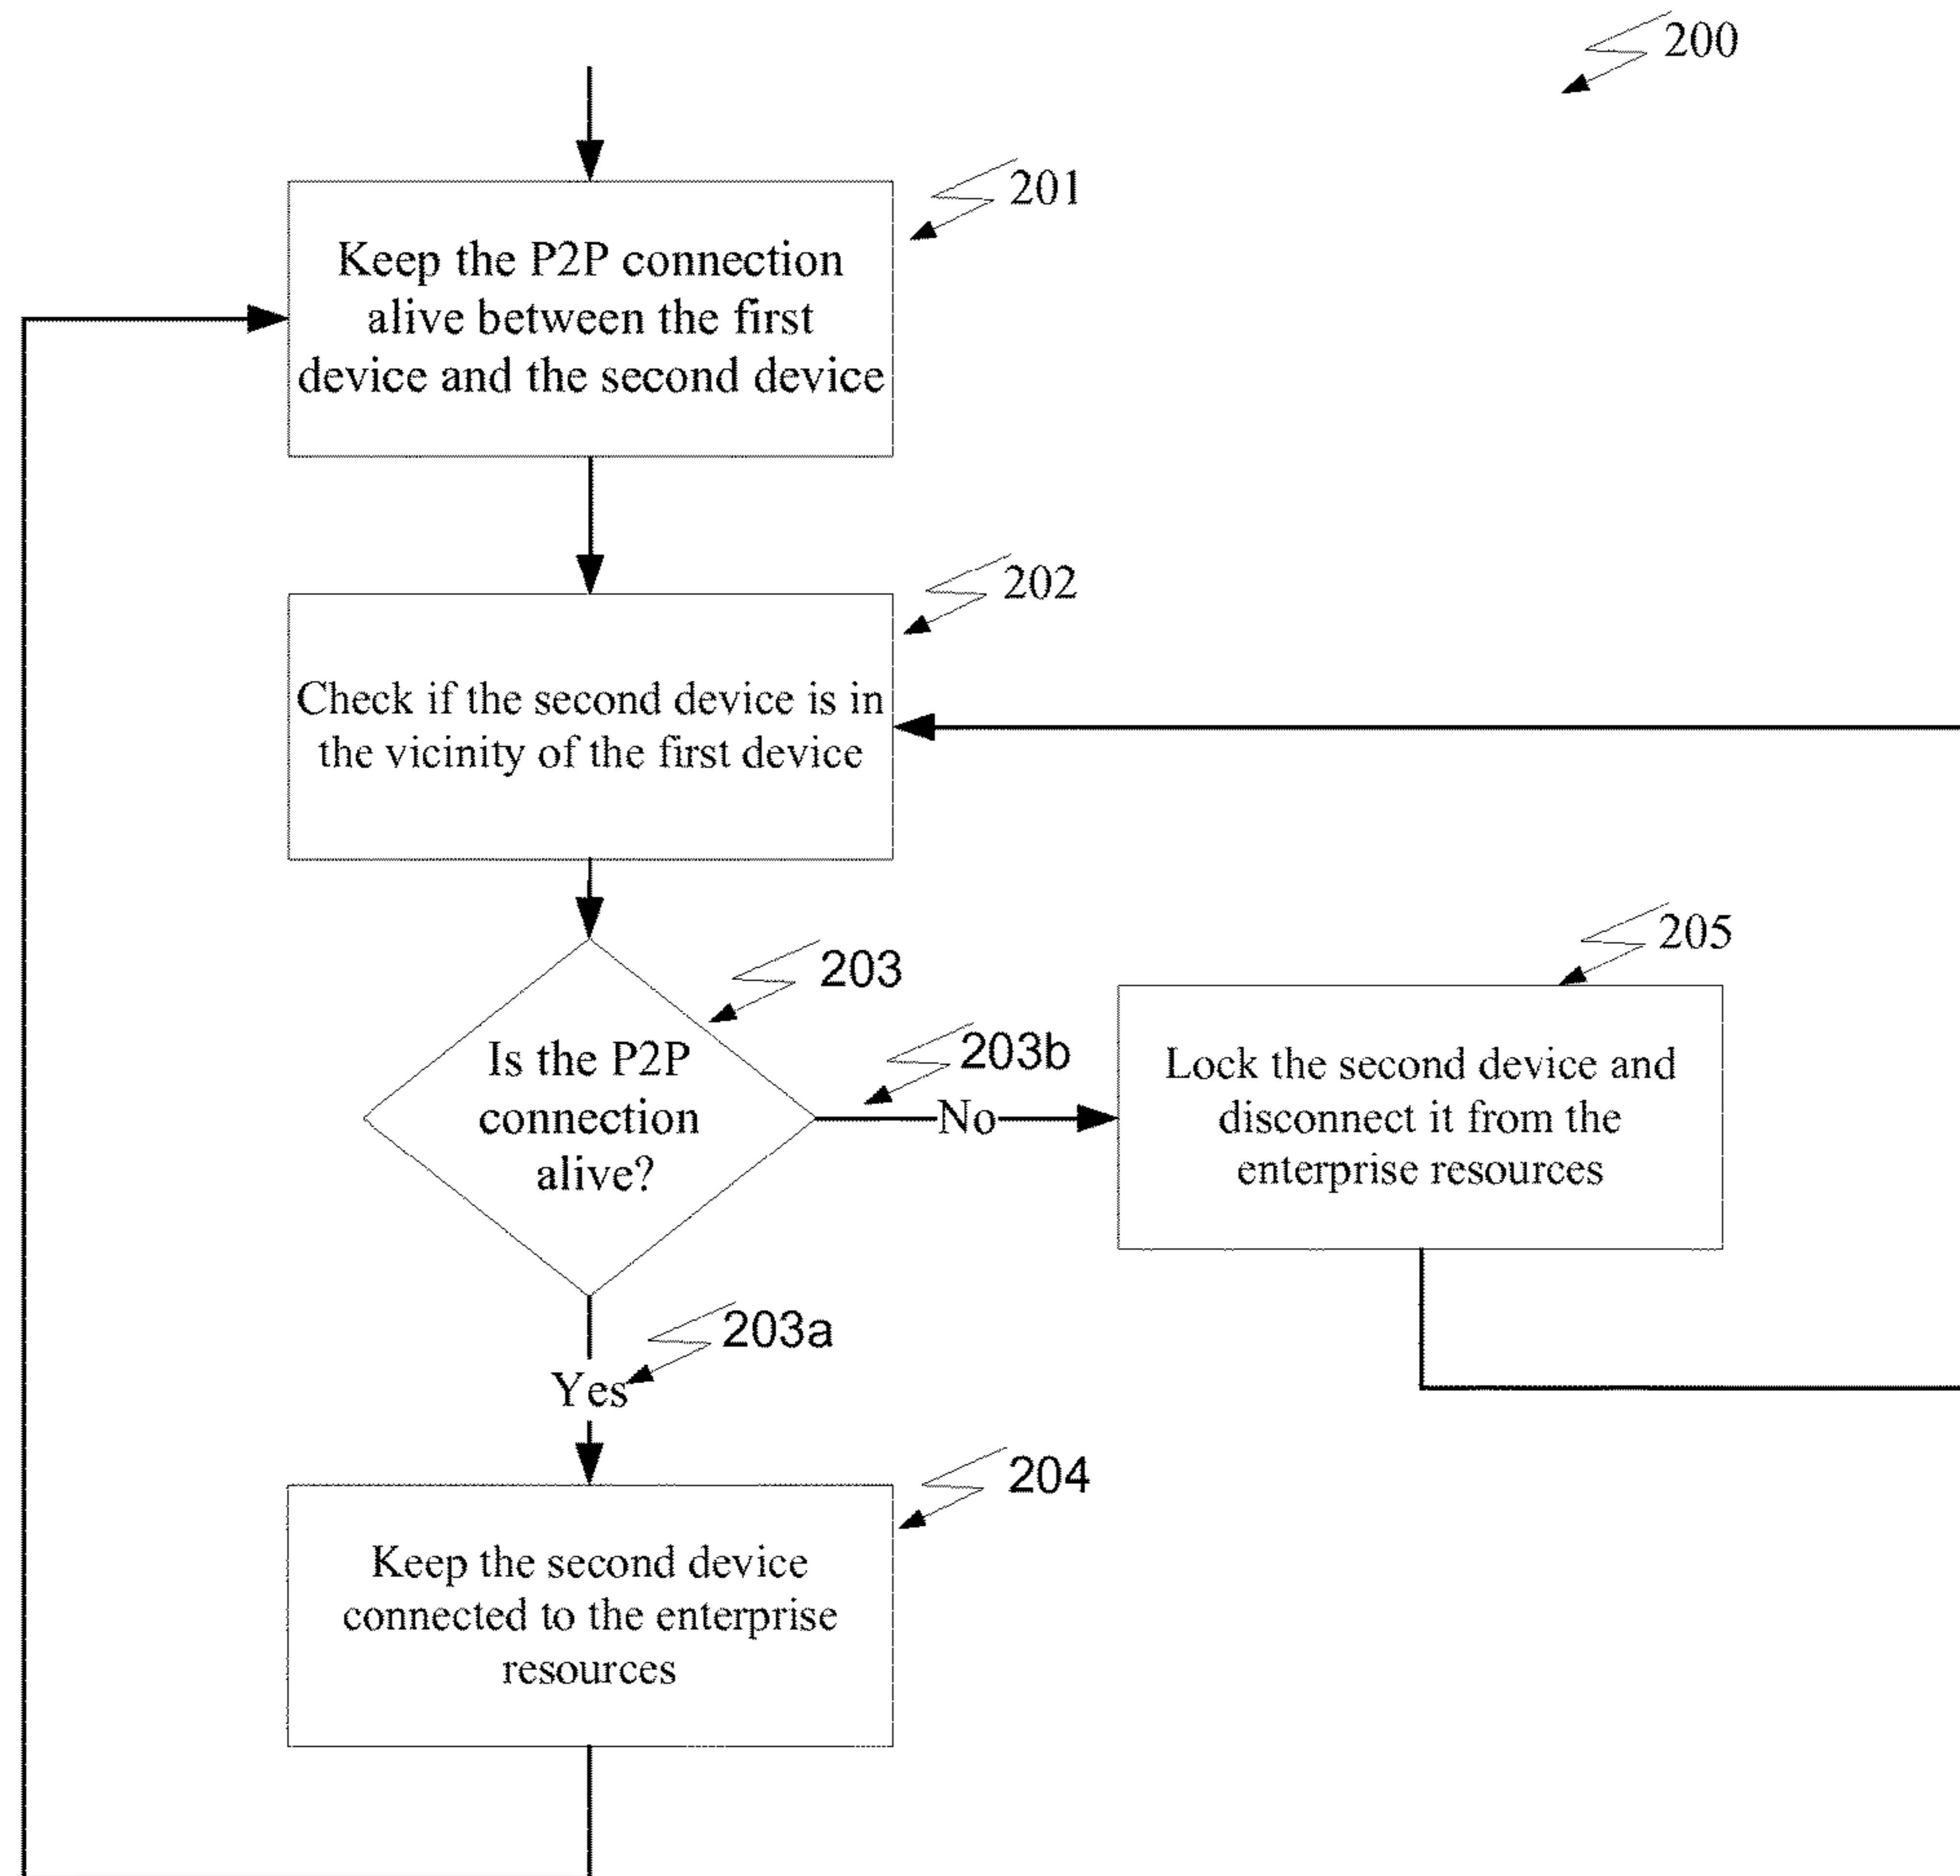 200
201
Keep the P2P connection
alive between the first
device and the second device
202
Check if the second device is in
the vicinity of the first device
203
Is the P2P
connection
alive?
203b
No
205
Lock the second device and
disconnect it from the
enterprise resources
203a
Yes
204
Keep the second device
connected to the enterprise
resources